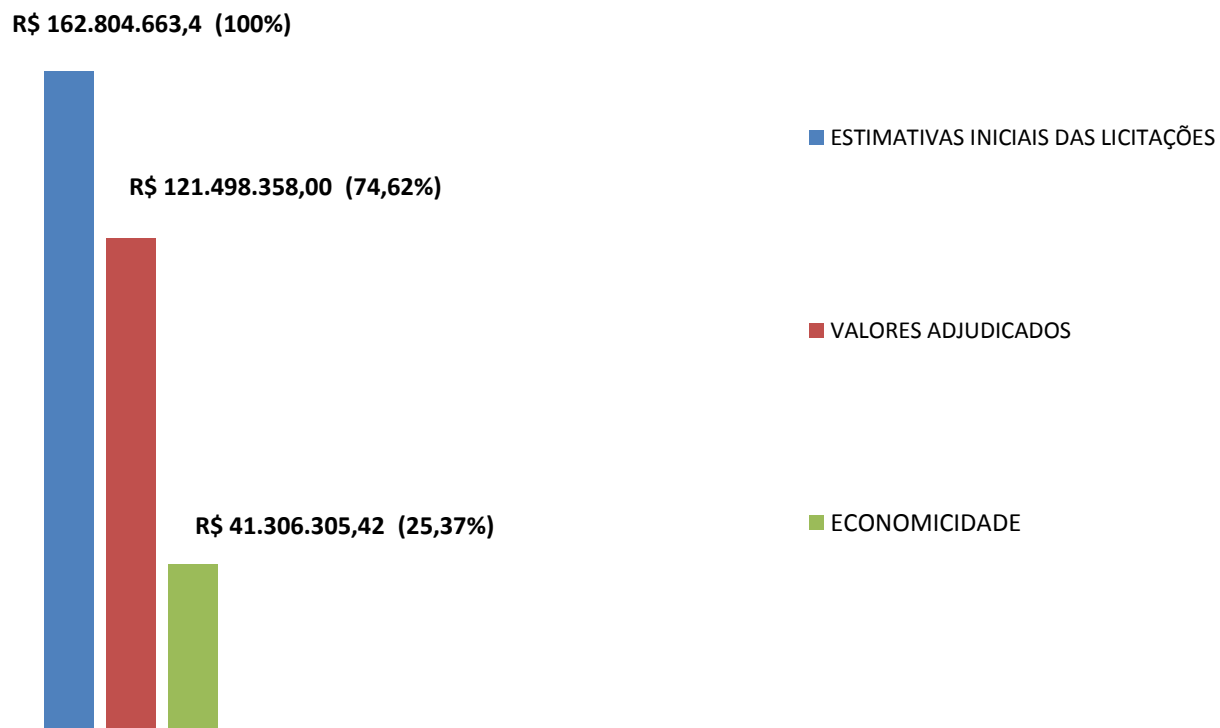 R$ 162.804.663,4 (100%)
ESTIMATIVAS INICIAIS DAS LICITAÇÕES
R$ 121.498.358,00 (74,62%)
VALORES ADJUDICADOS
R$ 41.306.305,42 (25,37%)
ECONOMICIDADE